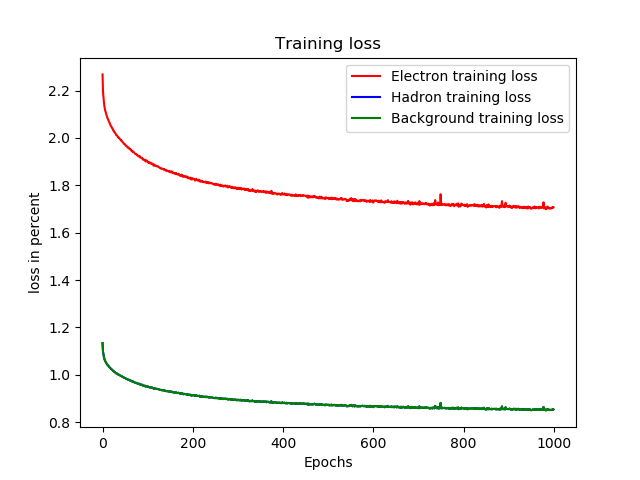 Training loss
Electron training loss
Hadron training loss
Background training loss
loss in percent
2.2
2.0
1.8
1.6
1.4
1.2
1.0
0.8
0 200 400 600 800 1000
Epochs